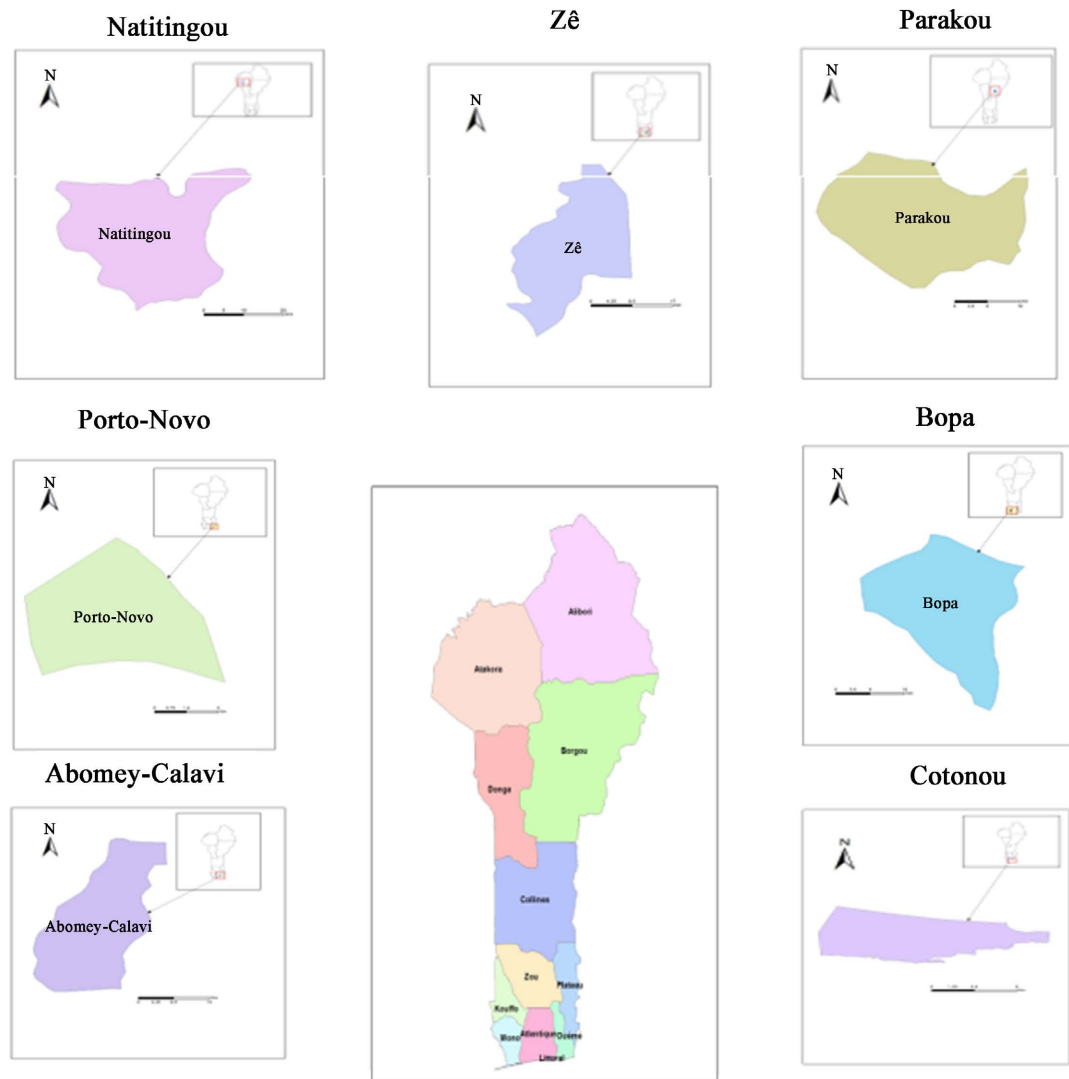 Natitingou
Zê
Parakou
N
N
N
Natitingou
Zê
Parakou
Porto-Novo
Bopa
N
N
Porto-Novo
Bopa
Alibori
Atakora
Borgou
Donga
Collines
Zou
Plateau
Kouffo
Mono
Atlantique
Ouémé
Littoral
Abomey-Calavi
Cotonou
N
N
Abomey-Calavi